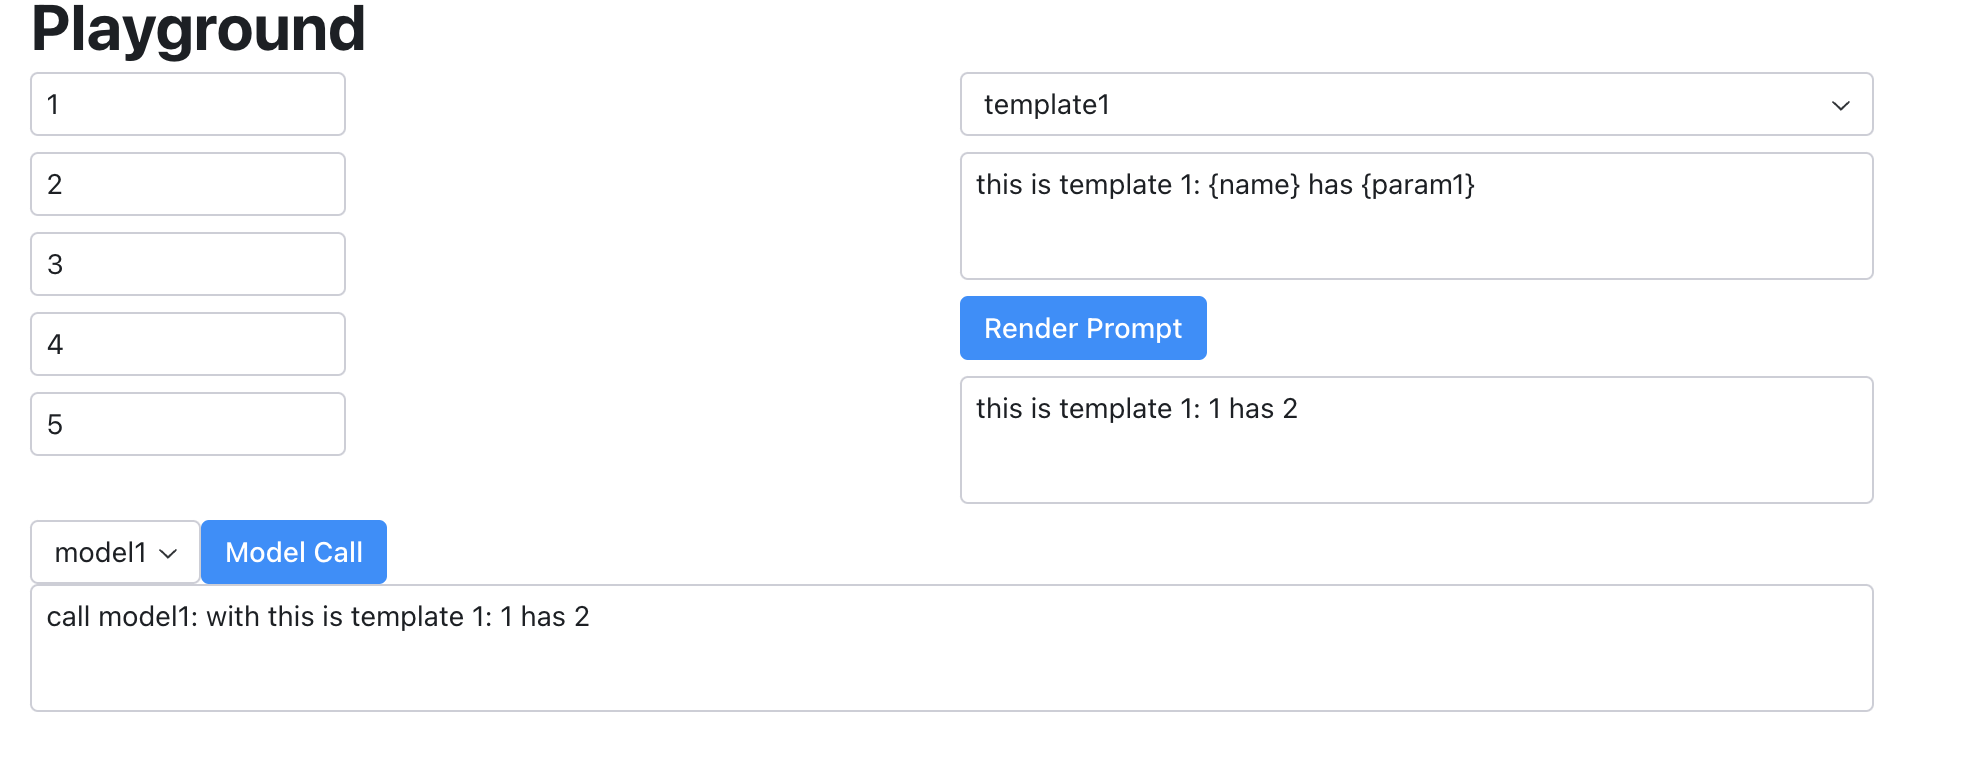 Playground
1
2
3
4
5
template1
this is template 1: {name} has {param1}
Render Prompt
this is template 1: 1 has 2
model1
Model Call
call model1: with this is template 1: 1 has 2